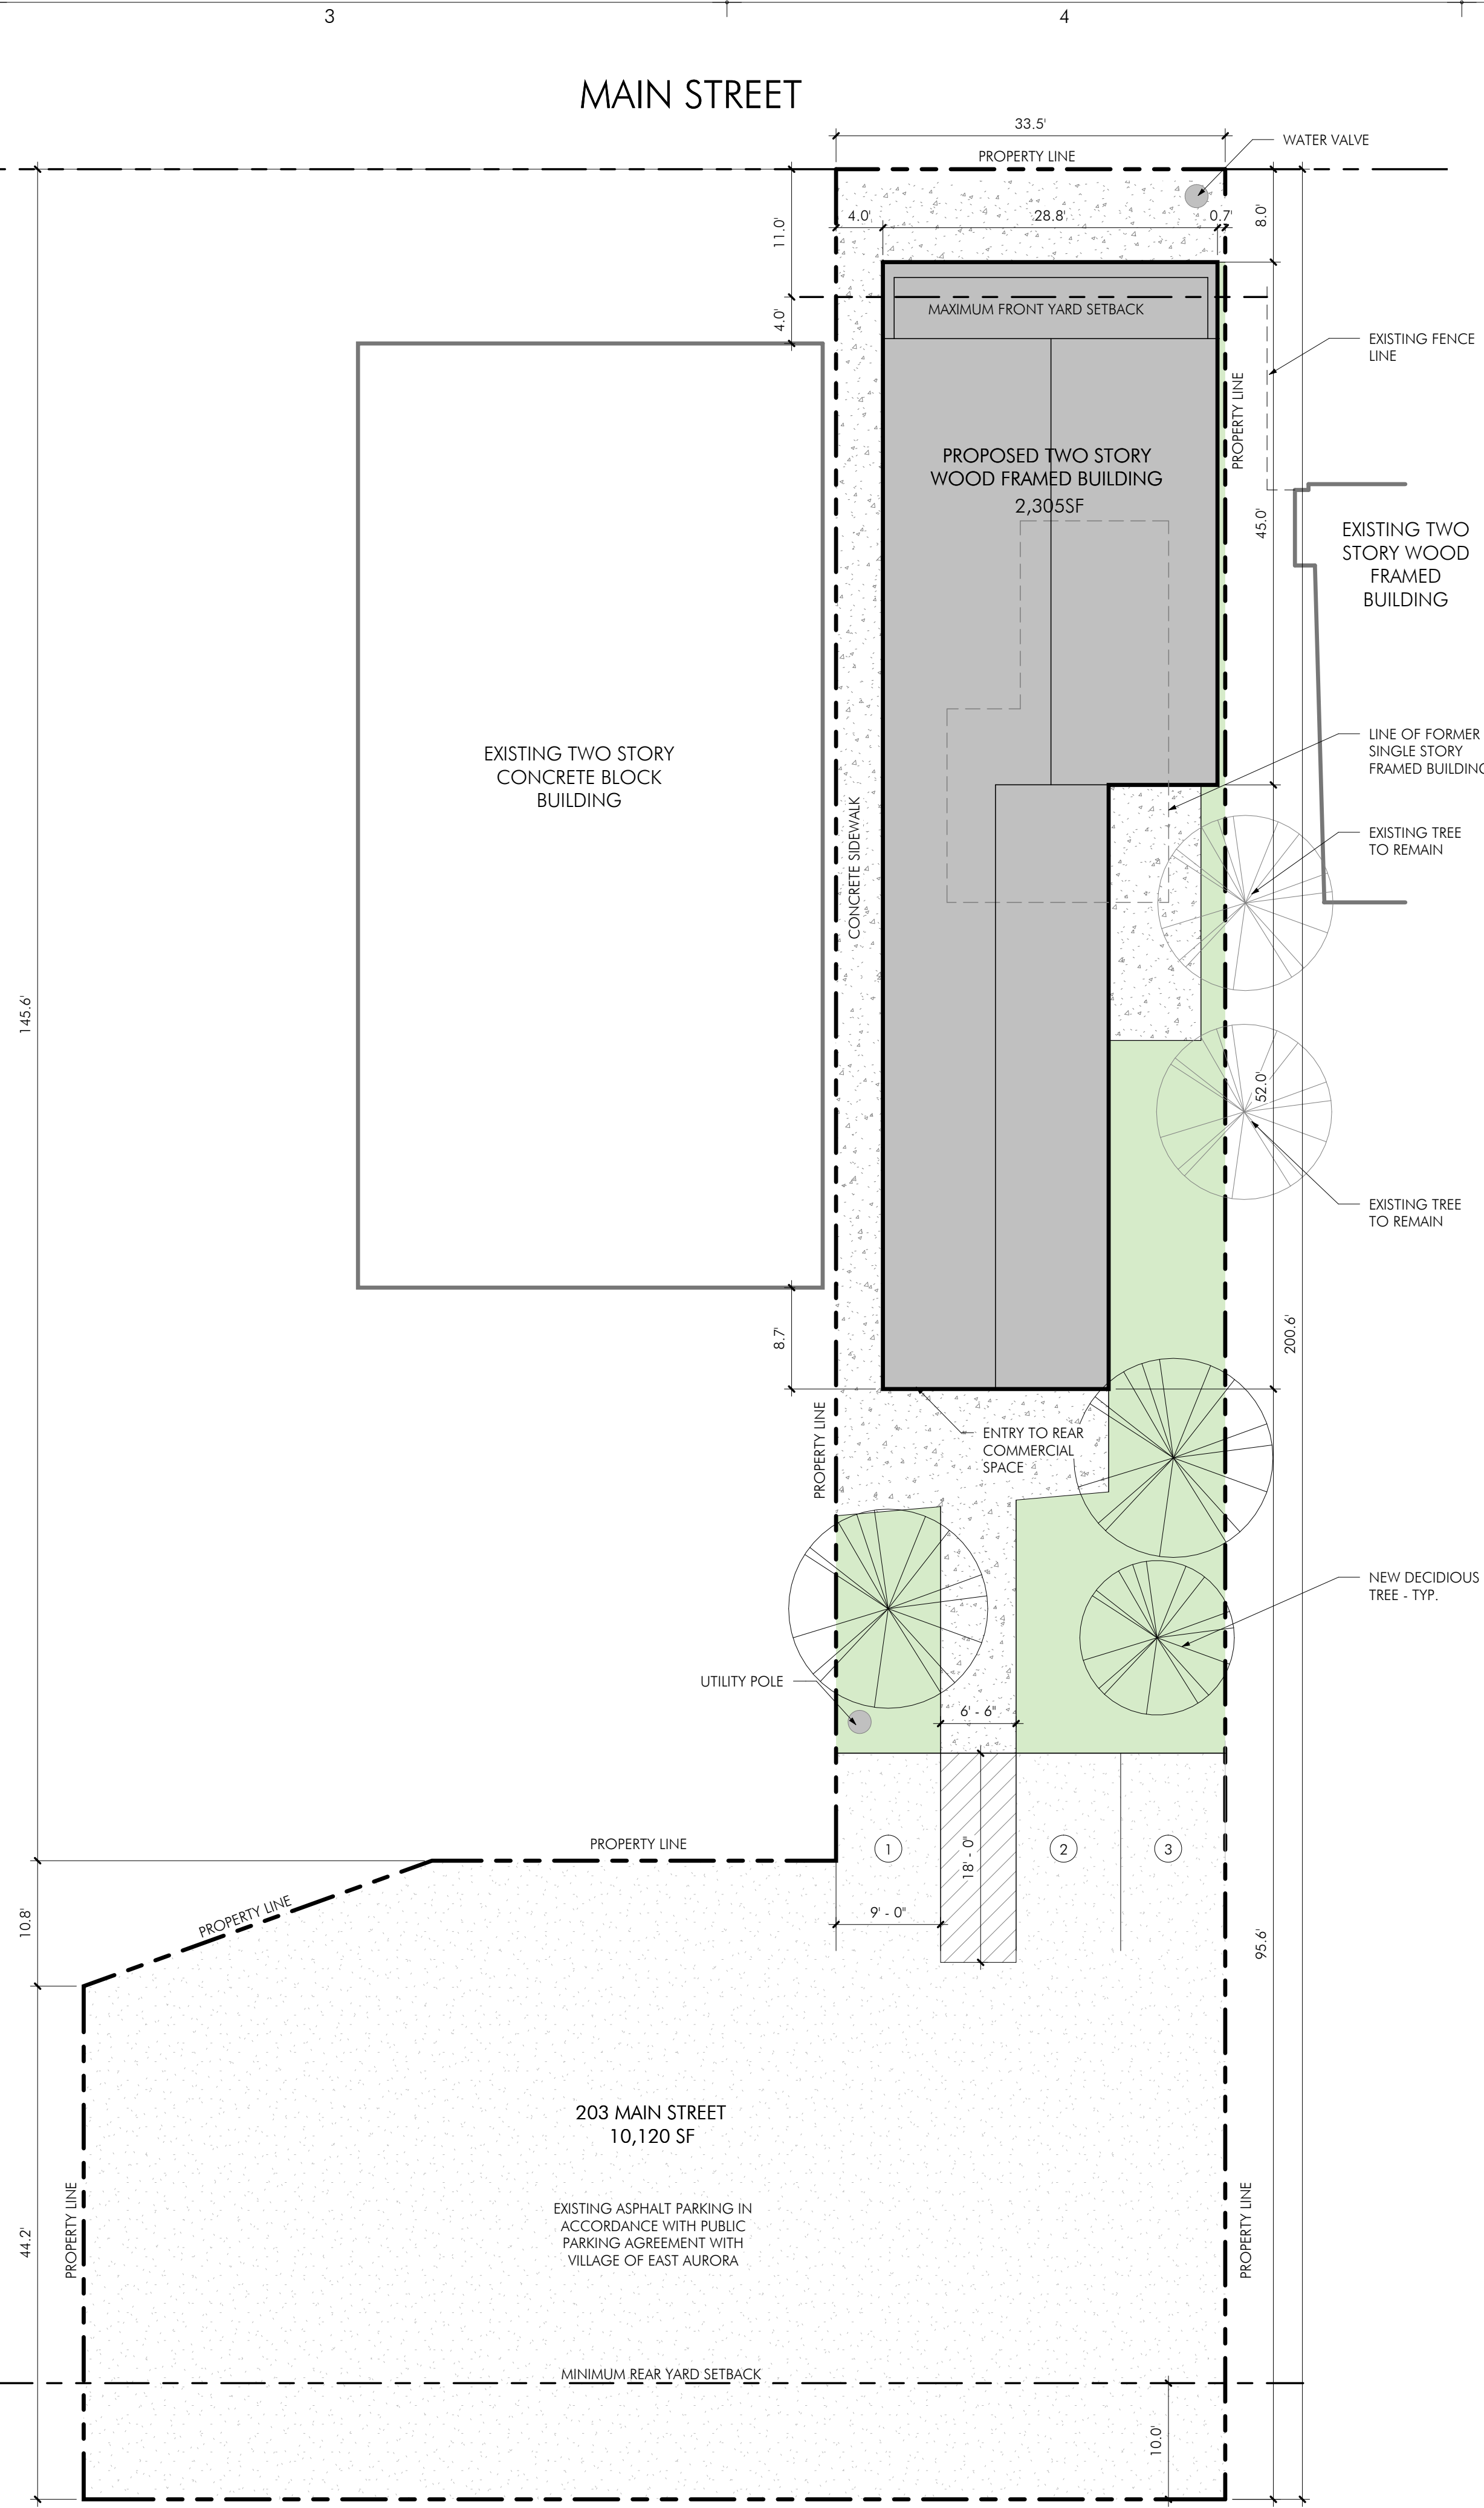 3
4
MAIN STREET
33.5'
WATER VALVE
PROPERTY LINE
11.0'
4.0'
28.8'
0.7'
8.0'
4.0'
MAXIMUM FRONT YARD SETBACK
EXISTING FENCE
LINE
PROPERTY LINE
PROPOSED TWO STORY
WOOD FRAMED BUILDING
2,305SF
45.0'
EXISTING TWO
STORY WOOD
FRAMED
BUILDING
EXISTING TWO STORY
CONCRETE BLOCK
BUILDING
LINE OF FORMER
SINGLE STORY
FRAMED BUILDING
CONCRETE SIDEWALK
EXISTING TREE
TO REMAIN
145.6'
52.0'
EXISTING TREE
TO REMAIN
8.7'
200.6'
PROPERTY LINE
ENTRY TO REAR
COMMERCIAL
SPACE
NEW DECIDIOUS
TREE - TYP.
UTILITY POLE
6' - 6"
PROPERTY LINE
1
18' - 0"
2
3
PROPERTY LINE
10.8'
9' - 0"
95.6'
203 MAIN STREET
10,120 SF
EXISTING ASPHALT PARKING IN
ACCORDANCE WITH PUBLIC
PARKING AGREEMENT WITH
VILLAGE OF EAST AURORA
44.2'
PROPERTY LINE
PROPERTY LINE
MINIMUM REAR YARD SETBACK
10.0'